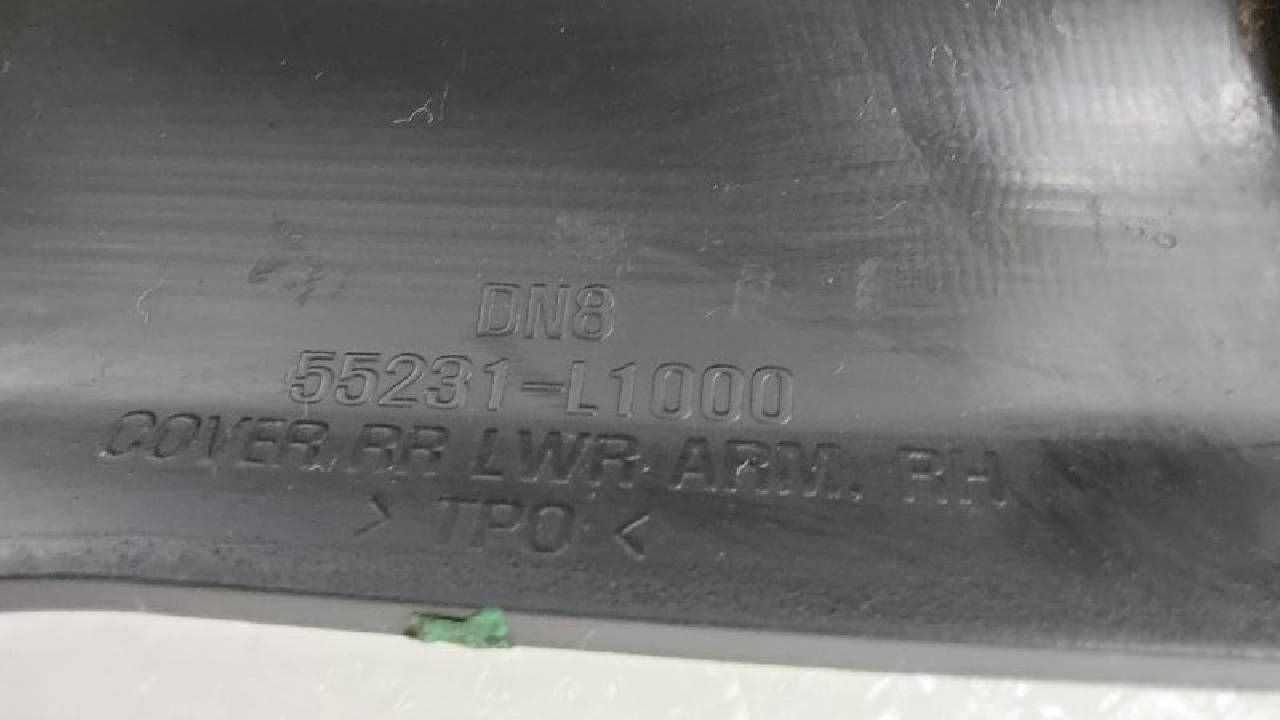 DN8
55231-L1000
COVER RR LWR ARM, RH
> TPO <